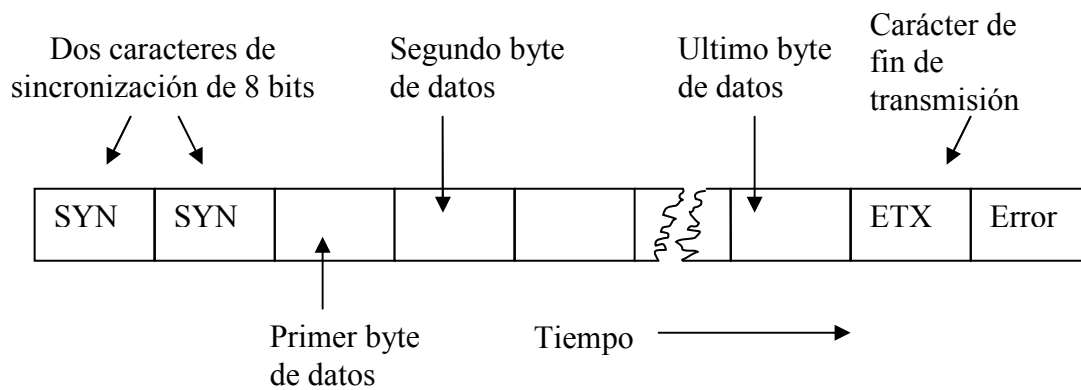 Dos caracteres de
sincronización de 8 bits
Segundo byte
de datos
Ultimo byte
de datos
Carácter de
fin de
transmisión
SYN
SYN
ETX
Error
Primer byte
de datos
Tiempo